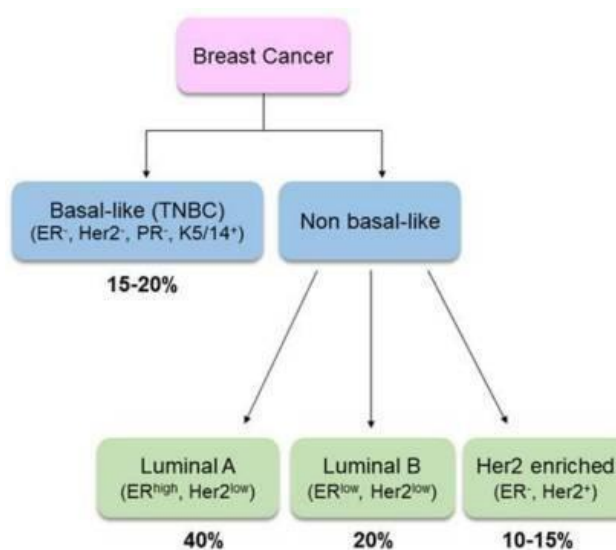 Breast Cancer
Basal-like (TNBC)
(ER⁻, Her2⁻, PR⁻, K5/14⁺)
15-20%
Non basal-like
Luminal A
(ERʰⁱᵍʰ, Her2ˡᵒʷ)
40%
Luminal B
(ERˡᵒʷ, Her2ˡᵒʷ)
20%
Her2 enriched
(ER⁻, Her2⁺)
10-15%